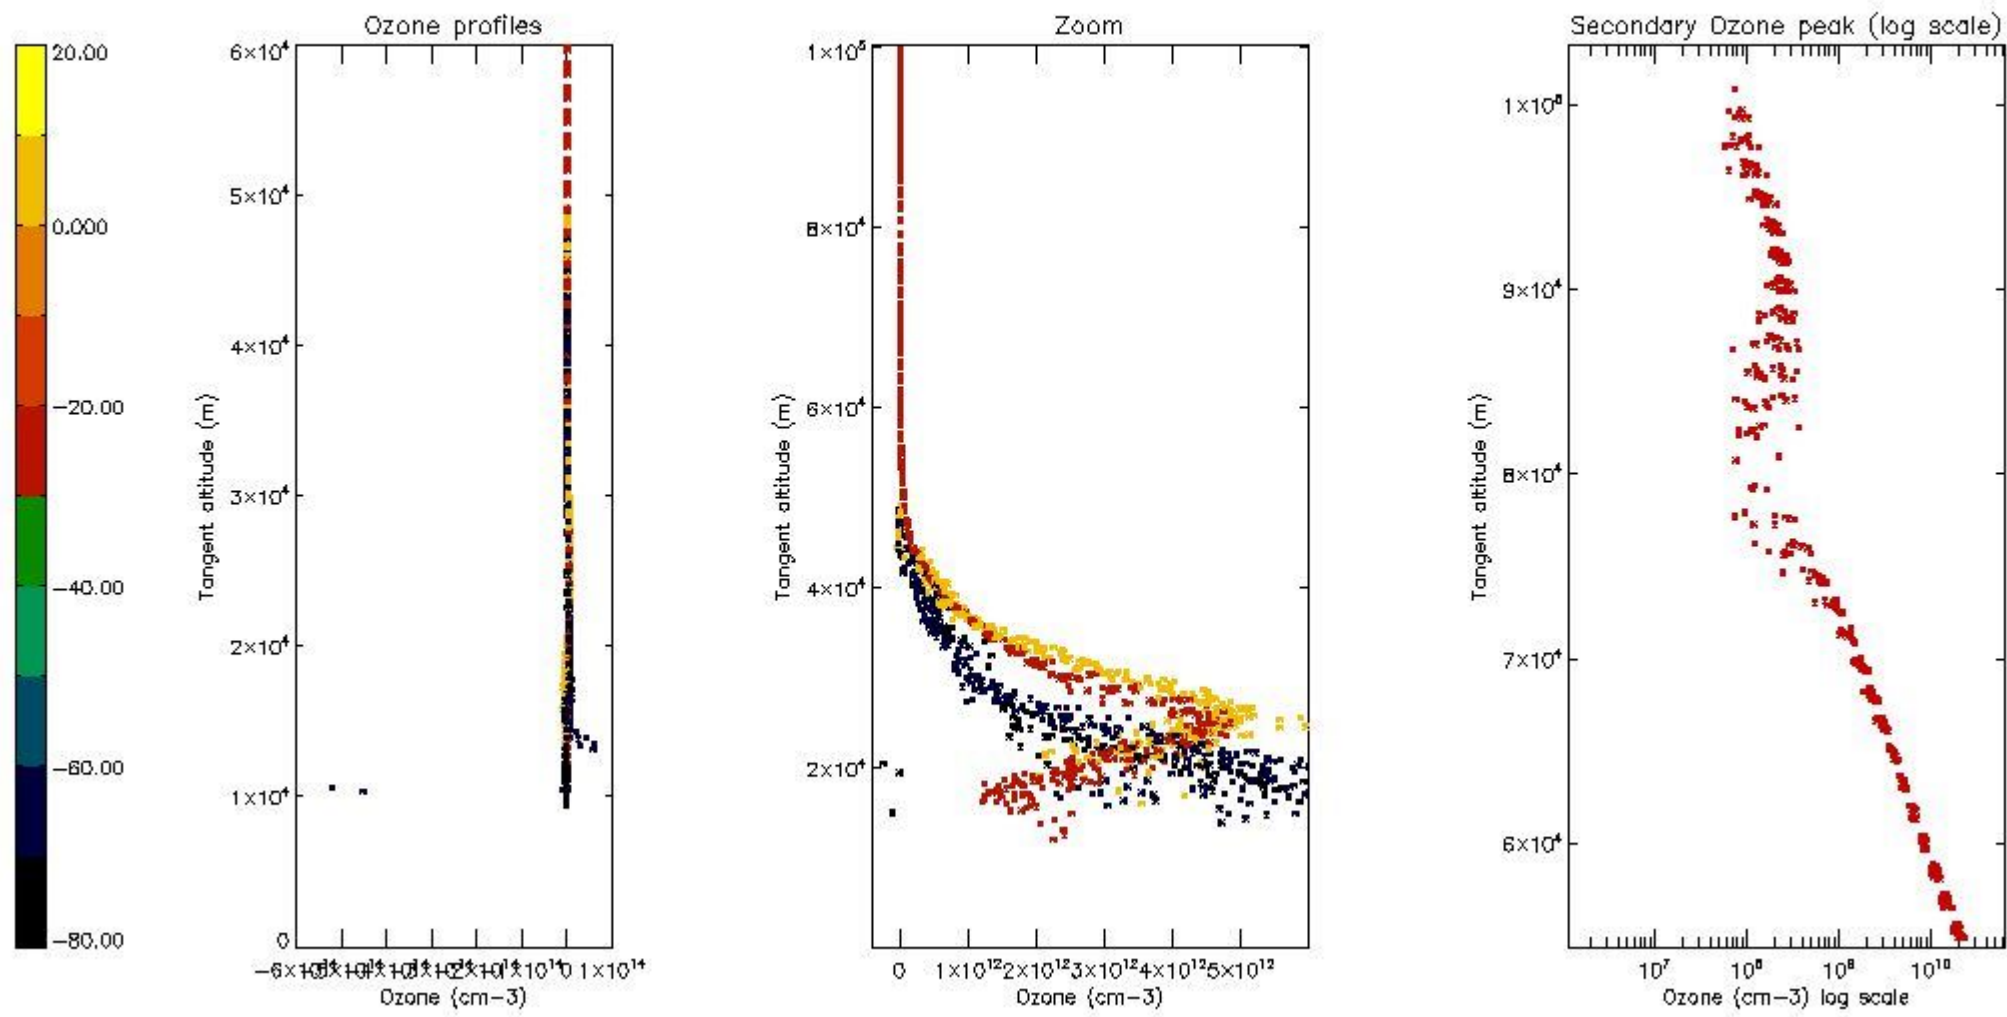 Ozone profiles
Zoom
Secondary Ozone peak (log scale)
20.00
0.000
−20.00
−40.00
−60.00
−80.00
6×10⁴
5×10⁴
4×10⁴
3×10⁴
2×10⁴
1×10⁴
0
Tangent altitude (m)
0 1×10¹⁴
Ozone (cm−3)
1×10⁵
8×10⁴
6×10⁴
4×10⁴
2×10⁴
Tangent altitude (m)
0 1×10¹² 2×10¹² 3×10¹² 4×10¹² 5×10¹²
Ozone (cm−3)
9×10⁴
8×10⁴
7×10⁴
6×10⁴
Tangent altitude (m)
10⁷ 10⁸ 10⁹ 10¹⁰
Ozone (cm−3) log scale